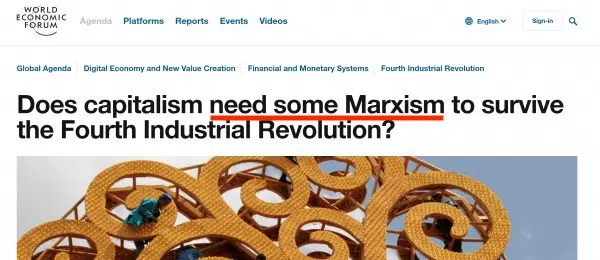 WORLD
ECONOMIC
FORUM
Agenda Platforms Reports Events Videos
English
Sign-in
Global Agenda Digital Economy and New Value Creation Financial and Monetary Systems Fourth Industrial Revolution
Does capitalism need some Marxism to survive
the Fourth Industrial Revolution?